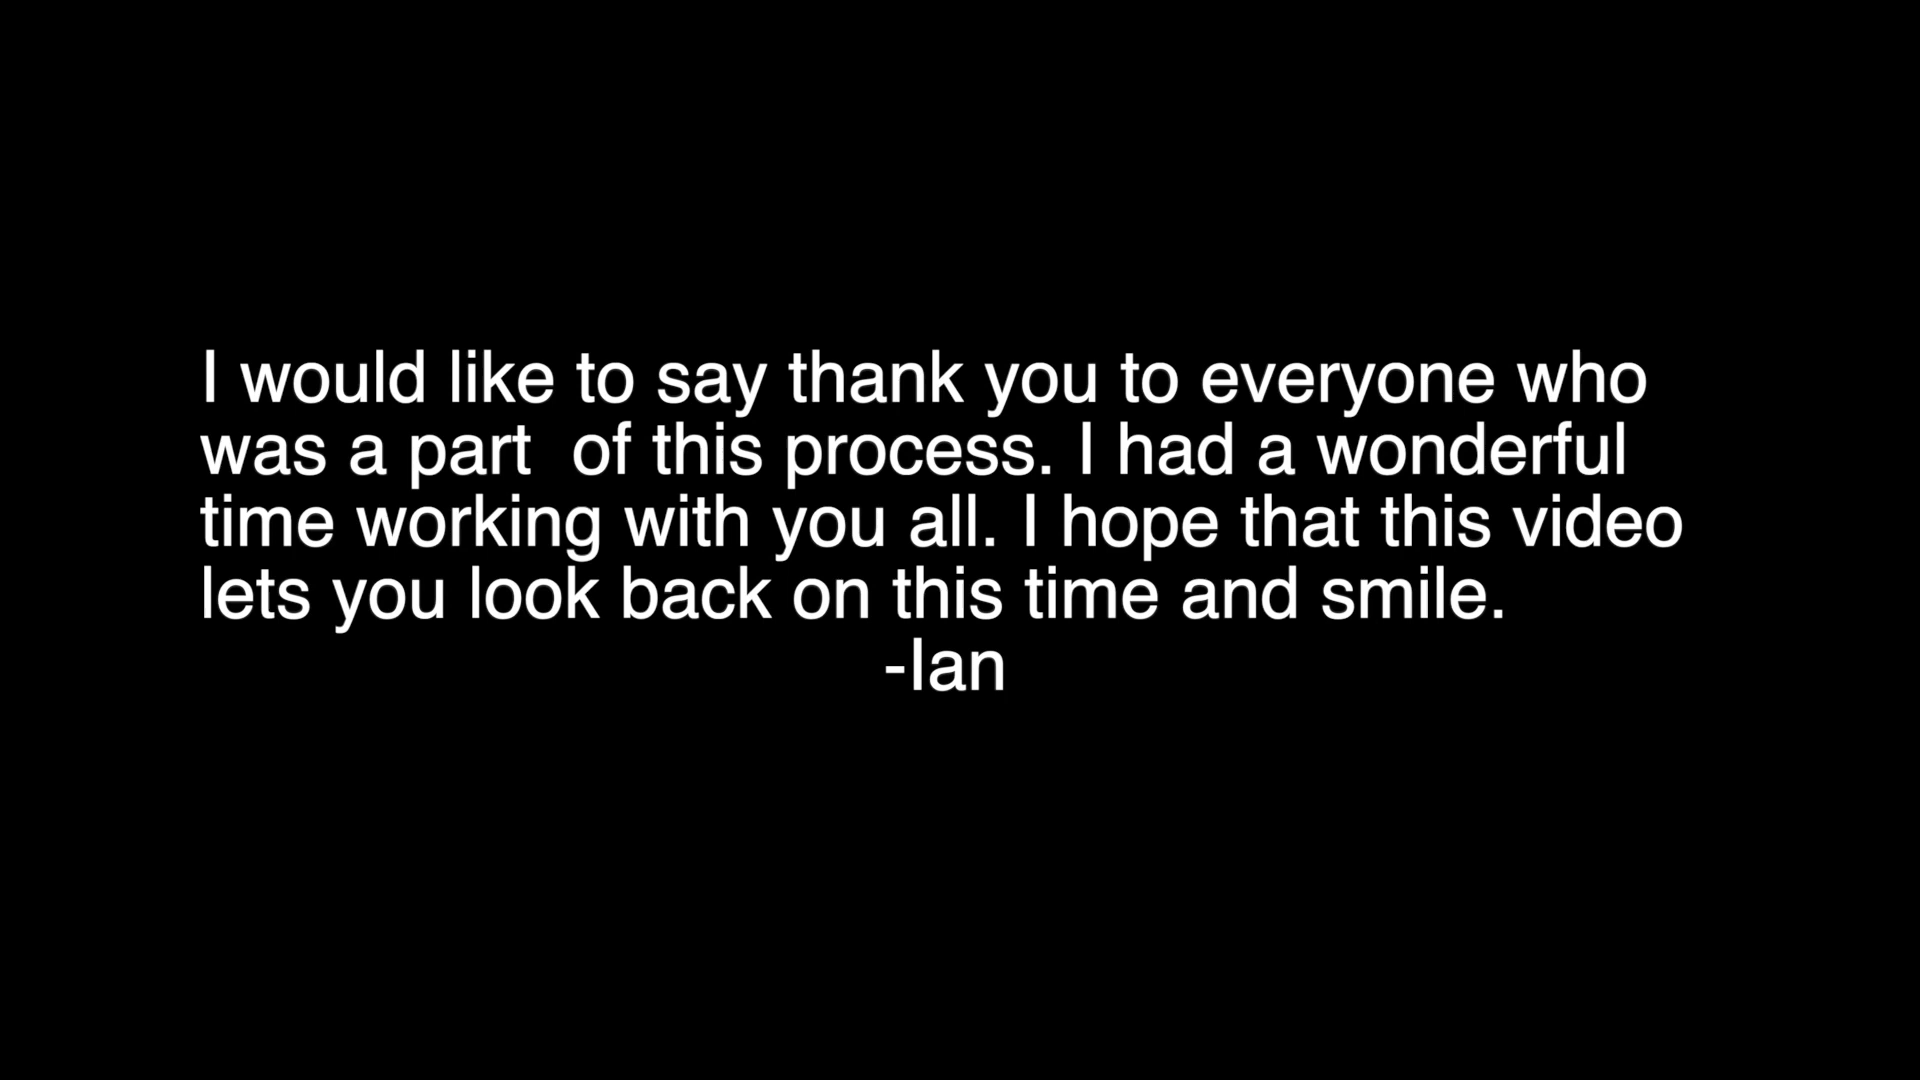 I would like to say thank you to everyone who
was a part  of this process. I had a wonderful
time working with you all. I hope that this video
lets you look back on this time and smile.
-Ian